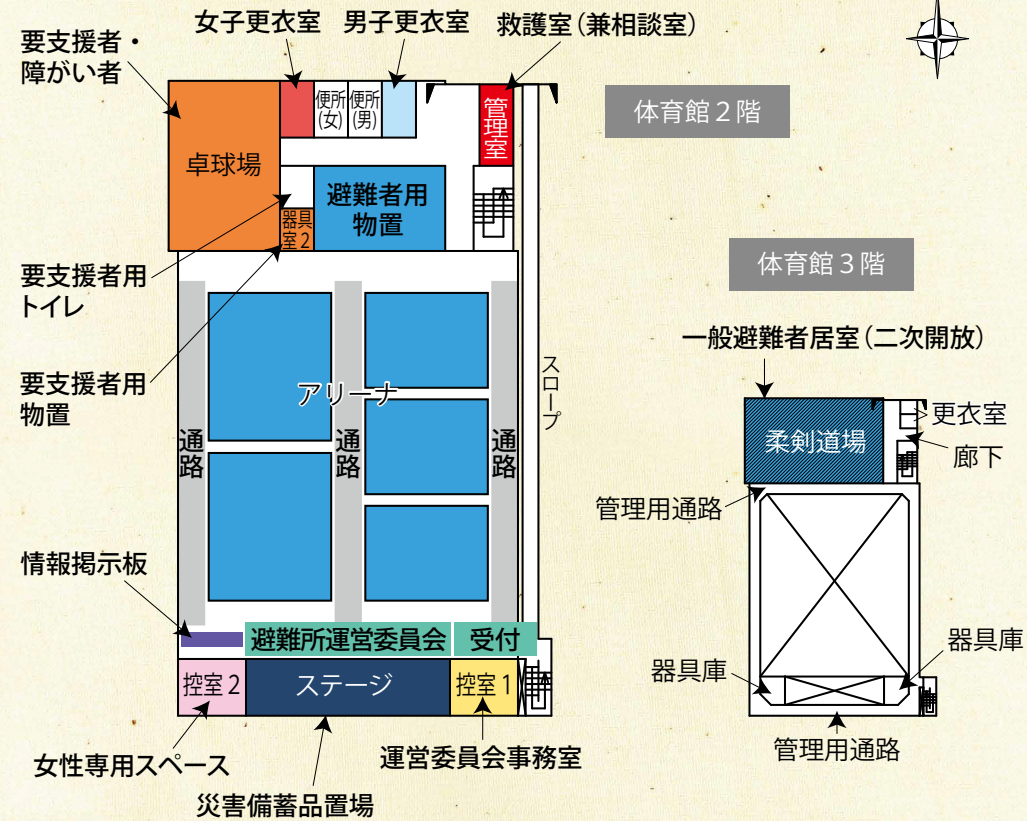 女子更衣室
男子更衣室
救護室（兼相談室）
要支援者・
障がい者
便所
(女)
便所
(男)
管理室
体育館２階
卓球場
避難者用
物置
器具
室２
要支援者用
トイレ
体育館３階
要支援者用
物置
一般避難者居室（二次開放）
アリーナ
スロープ
通路
通路
通路
柔剣道場
更衣室
廊下
管理用通路
情報掲示板
避難所運営委員会
受付
控室２
ステージ
控室１
器具庫
器具庫
女性専用スペース
運営委員会事務室
管理用通路
災害備蓄品置場